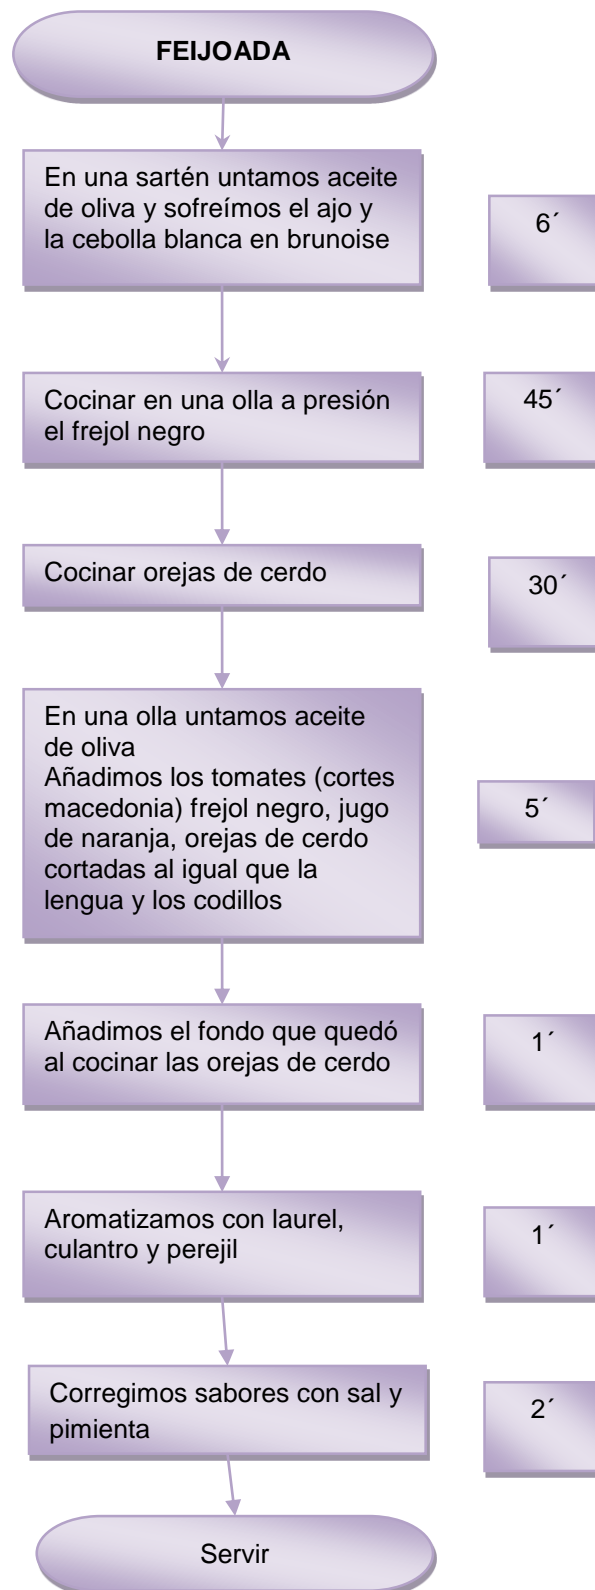 FEIJOADA
En una sartén untamos aceite
de oliva y sofreímos el ajo y
la cebolla blanca en brunoise
6´
Cocinar en una olla a presión
el frejol negro
45´
Cocinar orejas de cerdo
30´
En una olla untamos aceite
de oliva
Añadimos los tomates (cortes
macedonia) frejol negro, jugo
de naranja, orejas de cerdo
cortadas al igual que la
lengua y los codillos
5´
Añadimos el fondo que quedó
al cocinar las orejas de cerdo
1´
Aromatizamos con laurel,
culantro y perejil
1´
Corregimos sabores con sal y
pimienta
2´
Servir